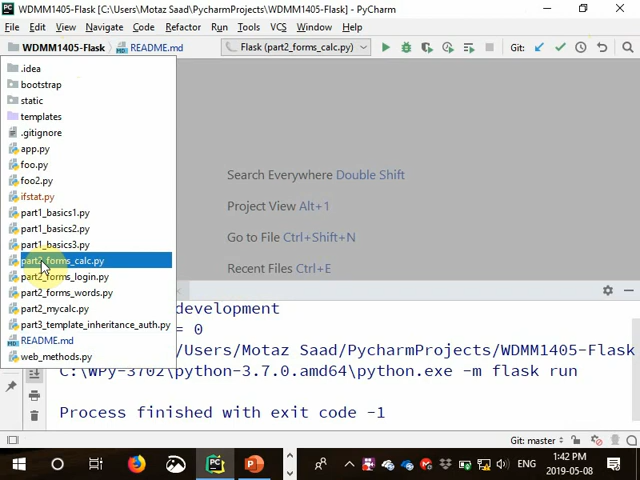 WDMM1405-Flask [C:\Users\Motaz Saad\PycharmProjects\WDMM1405-Flask] - PyCharm
File Edit View Navigate Code Refactor Run Tools VCS Window Help
WDMM1405-Flask README.md Flask (part2_forms_calc.py) Git:
.idea
bootstrap
static
templates
.gitignore
app.py
foo.py
foo2.py
ifstat.py
part1_basics1.py
part1_basics2.py
part1_basics3.py
part2_forms_calc.py
part2_forms_login.py
part2_forms_words.py
part2_mycalc.py
part3_template_inheritance_auth.py
README.md
web_methods.py
Search Everywhere Double Shift
Project View Alt+1
Go to File Ctrl+Shift+N
Recent Files Ctrl+E
development
= 0
/Users/Motaz Saad/PycharmProjects/WDMM1405-Flask
C:\WPy-3702\python-3.7.0.amd64\python.exe -m flask run
Process finished with exit code -1
Git: master
ENG
1:42 PM
2019-05-08